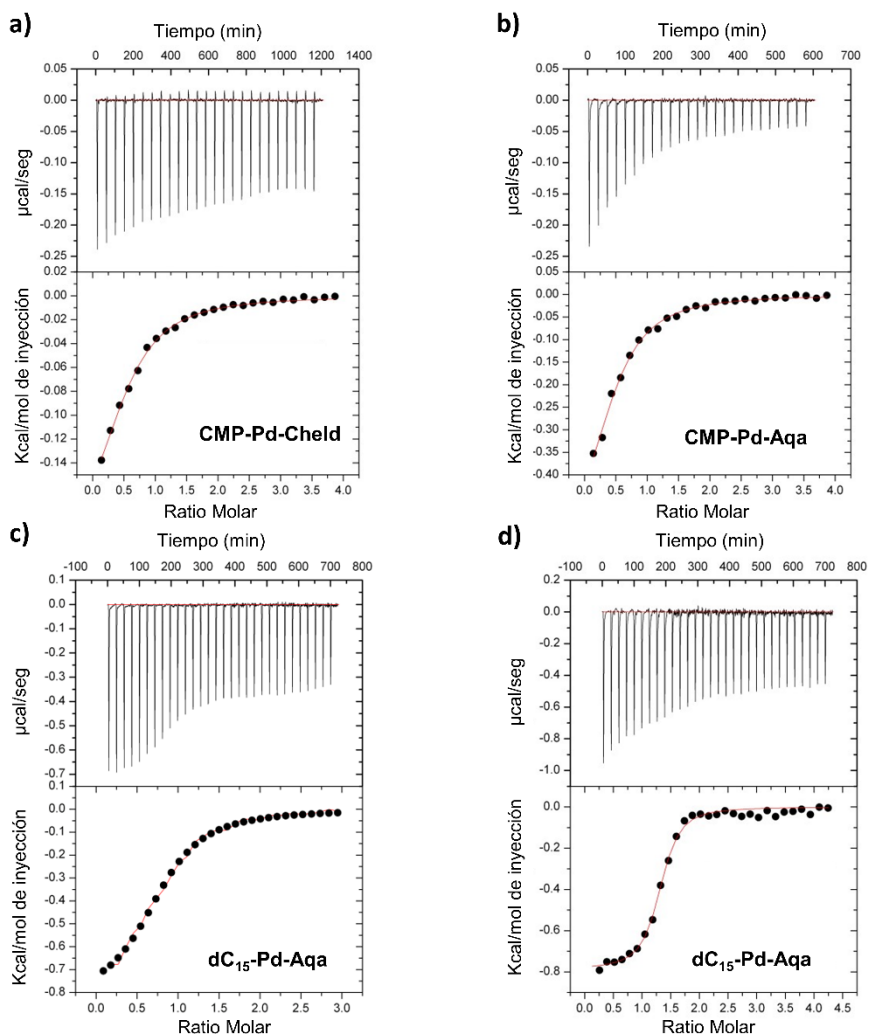 a)
Tiempo (min)
0 200 400 600 800 1000 1200 1400
0.05
0.00
-0.05
-0.10
-0.15
-0.20
-0.25
µcal/seg
0.02
0.00
-0.02
-0.04
-0.06
-0.08
-0.10
-0.12
-0.14
Kcal/mol de inyección
CMP-Pd-Cheld
0.0 0.5 1.0 1.5 2.0 2.5 3.0 3.5 4.0
Ratio Molar
b)
Tiempo (min)
0 100 200 300 400 500 600 700
0.05
0.00
-0.05
-0.10
-0.15
-0.20
-0.25
µcal/seg
0.05
0.00
-0.05
-0.10
-0.15
-0.20
-0.25
-0.30
-0.35
-0.40
Kcal/mol de inyección
CMP-Pd-Aqa
0.0 0.5 1.0 1.5 2.0 2.5 3.0 3.5 4.0
Ratio Molar
c)
Tiempo (min)
-100 0 100 200 300 400 500 600 700 800
0.1
0.0
-0.1
-0.2
-0.3
-0.4
-0.5
-0.6
-0.7
µcal/seg
0.1
0.0
-0.1
-0.2
-0.3
-0.4
-0.5
-0.6
-0.7
-0.8
Kcal/mol de inyección
dC₁₅-Pd-Aqa
0.0 0.5 1.0 1.5 2.0 2.5 3.0
Ratio Molar
d)
Tiempo (min)
-100 0 100 200 300 400 500 600 700 800
0.2
0.0
-0.2
-0.4
-0.6
-0.8
-1.0
µcal/seg
0.0
-0.2
-0.4
-0.6
-0.8
Kcal/mol de inyección
dC₁₅-Pd-Aqa
0.0 0.5 1.0 1.5 2.0 2.5 3.0 3.5 4.0 4.5
Ratio Molar